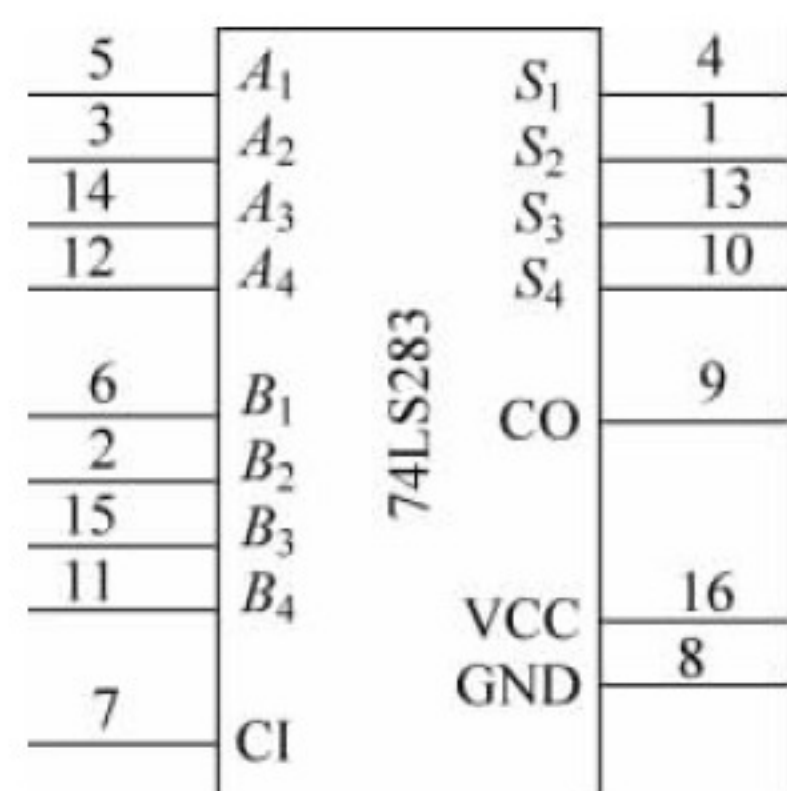 5 A₁ S₁ 4
3 A₂ S₂ 1
14 A₃ S₃ 13
12 A₄ S₄ 10
74LS283
6 B₁ CO 9
2 B₂
15 B₃
11 B₄ VCC 16
GND 8
7 CI